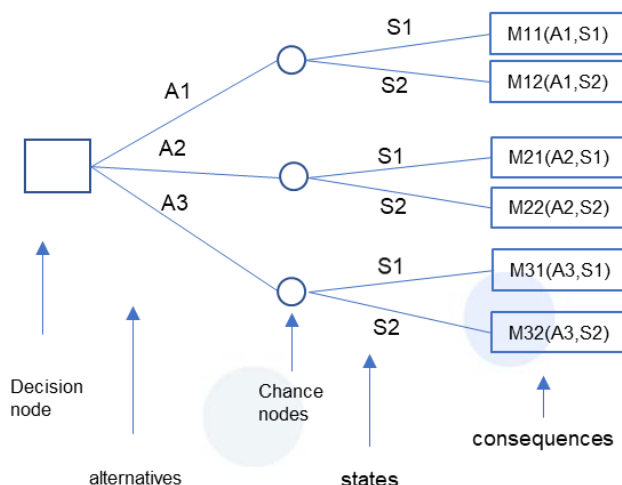 S1
M11(A1,S1)
A1
S2
M12(A1,S2)
A2
S1
M21(A2,S1)
A3
S2
M22(A2,S2)
S1
M31(A3,S1)
S2
M32(A3,S2)
Decision
node
Chance
nodes
consequences
alternatives
states